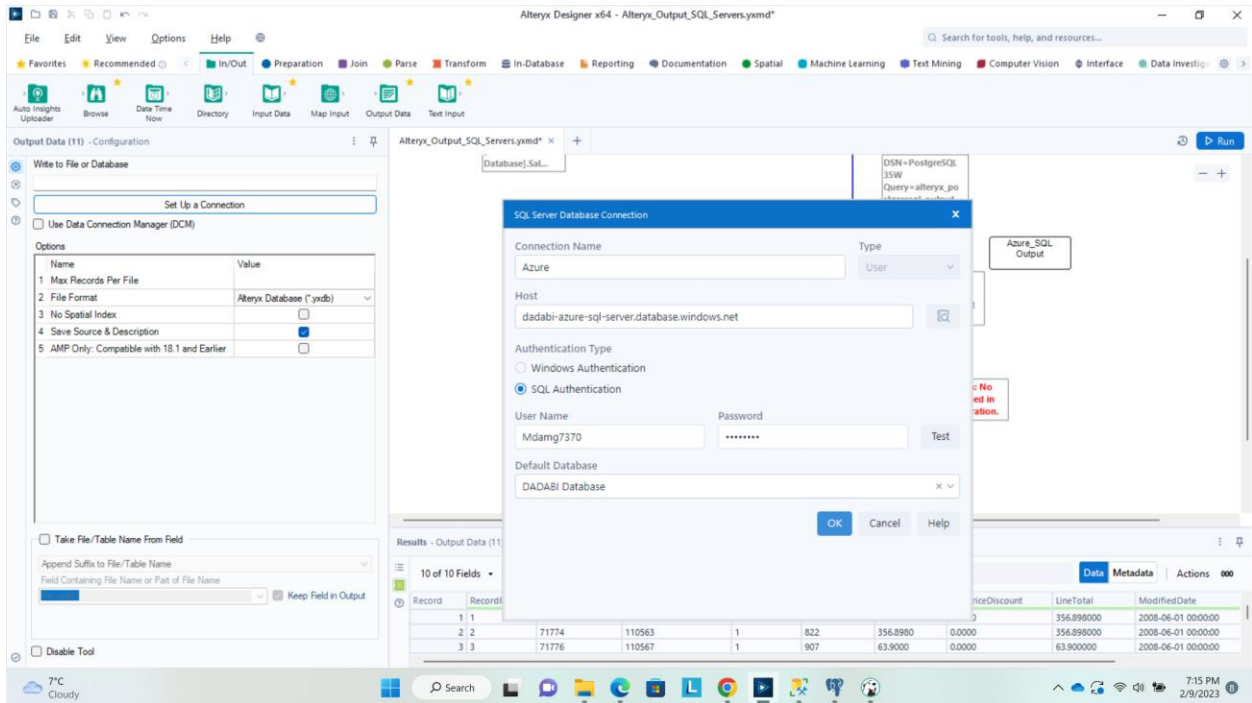 Alteryx Designer x64 - Alteryx_Output_SQL_Servers.yxmd*
File Edit View Options Help
Search for tools, help, and resources...
Favorites Recommended In/Out Preparation Join Parse Transform In-Database Reporting Documentation Spatial Machine Learning Text Mining Computer Vision Interface Data Investig
Auto Insights Uploader Browse Date Time Now Directory Input Data Map Input Output Data Text Input
Output Data (11) - Configuration
Alteryx_Output_SQL_Servers.yxmd* × +
Run
Write to File or Database
Set Up a Connection
Use Data Connection Manager (DCM)
Options
Name Value
1 Max Records Per File
2 File Format Alteryx Database (*.yxdb)
3 No Spatial Index
4 Save Source & Description
5 AMP Only: Compatible with 18.1 and Earlier
Take File/Table Name From Field
Append Suffix to File/Table Name
Field Containing File Name or Part of File Name
Keep Field in Output
Disable Tool
Database].Sal...
DSN=PostgreSQL
35W
Query=alteryx_po
Azure_SQL
Output
No
ed in
ration.
SQL Server Database Connection
Connection Name Type
Azure User
Host
dadabi-azure-sql-server.database.windows.net
Authentication Type
Windows Authentication
SQL Authentication
User Name Password
Mdamg7370 ••••••••
Test
Default Database
DADABI Database
OK Cancel Help
Results - Output Data (11)
10 of 10 Fields
Data Metadata Actions 000
Record RecordI riceDiscount LineTotal ModifiedDate
1 1 356.898000 2008-06-01 00:00:00
2 2 71774 110563 1 822 356.8980 0.0000 356.898000 2008-06-01 00:00:00
3 3 71776 110567 1 907 63.9000 0.0000 63.900000 2008-06-01 00:00:00
7°C
Cloudy
Search
7:15 PM
2/9/2023
8